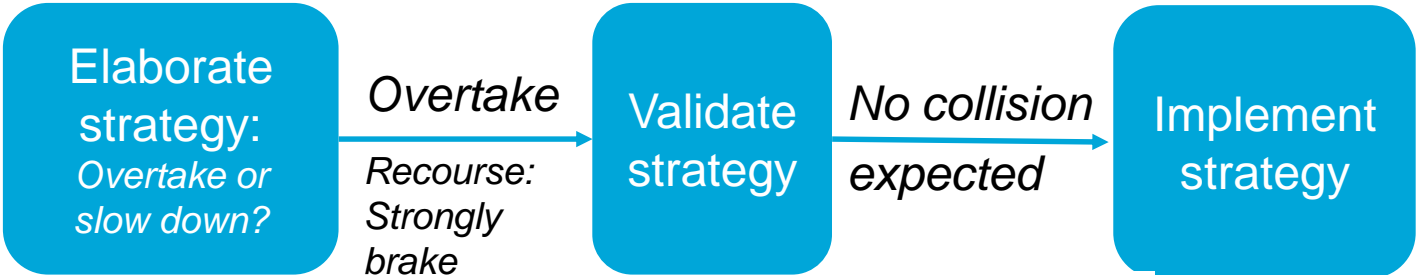 Elaborate
strategy:
Overtake or
slow down?
Overtake
Recourse:
Strongly
brake
Validate
strategy
No collision
expected
Implement
strategy